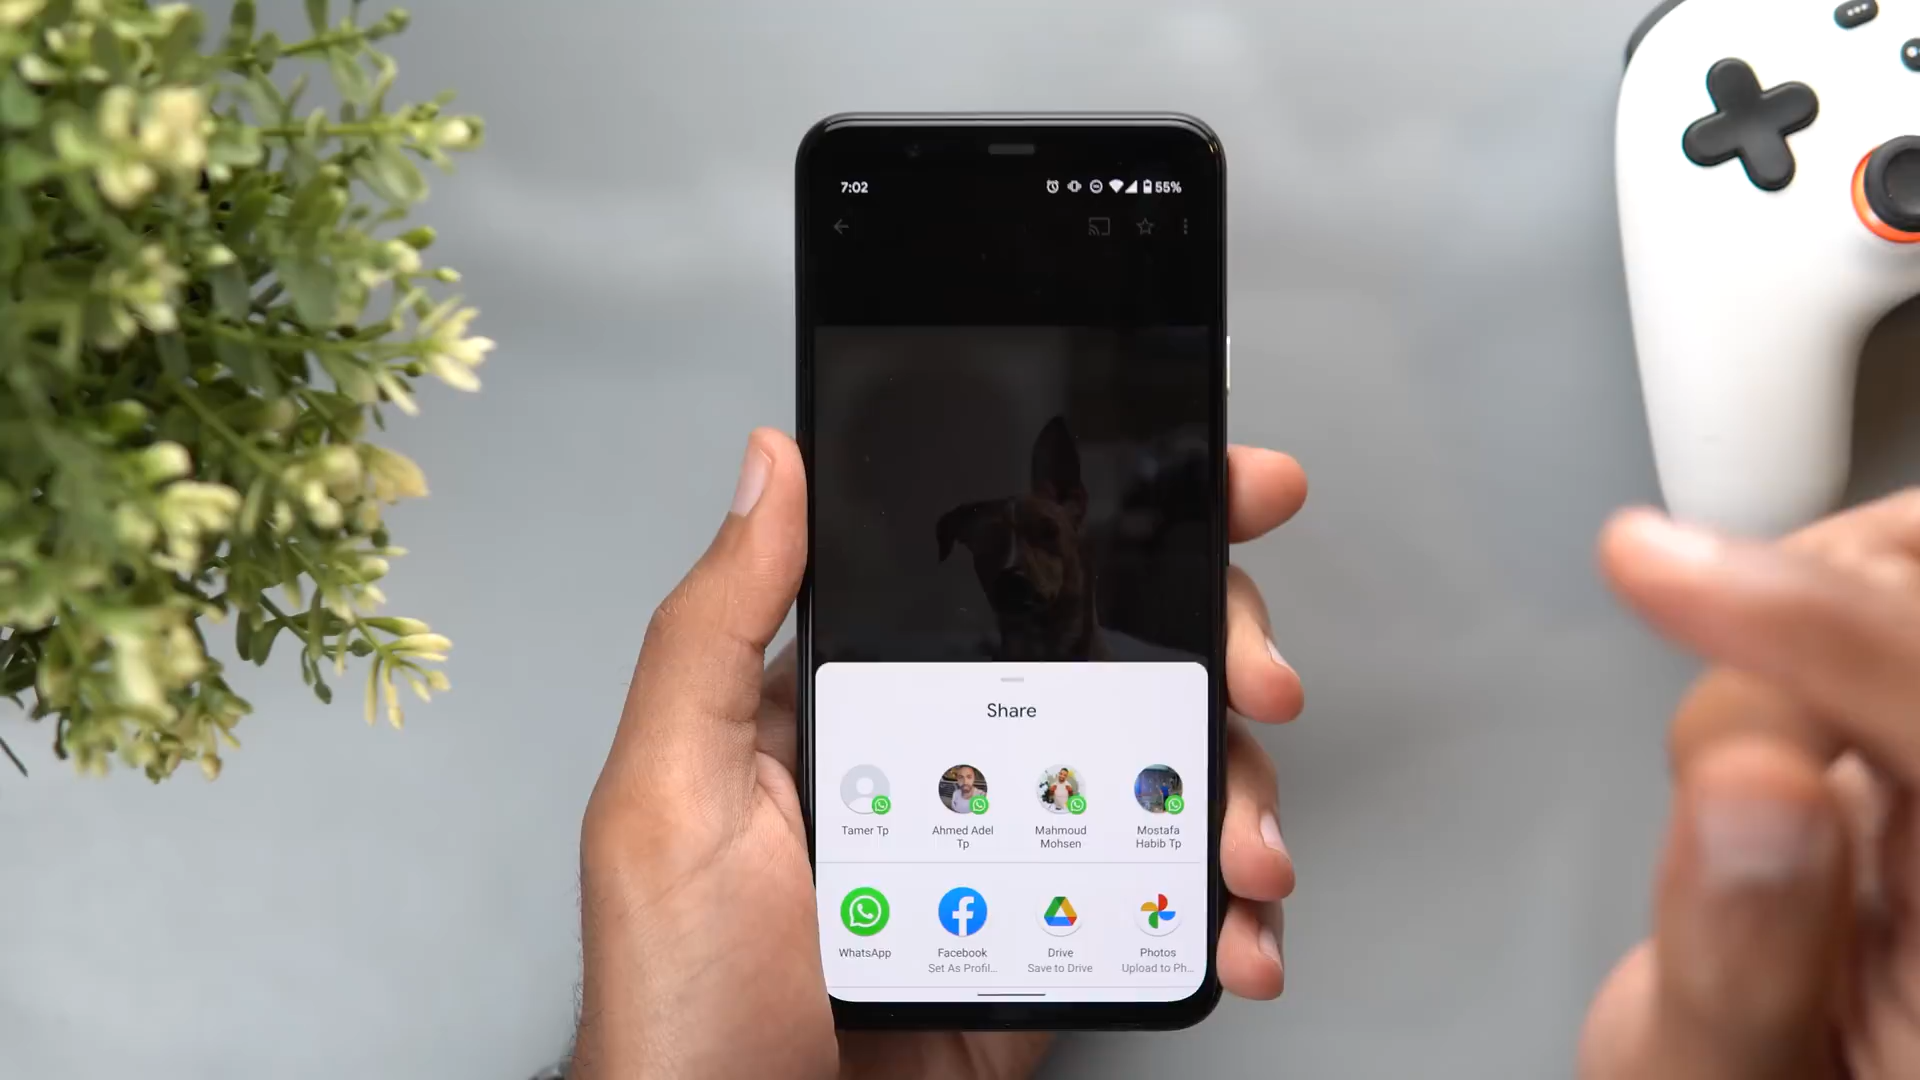 7:02
55%
Share
Tamer Tp
Ahmed Adel
Tp
Mahmoud
Mohsen
Mostafa
Habib Tp
WhatsApp
Facebook
Set As Profil...
Drive
Save to Drive
Photos
Upload to Ph...